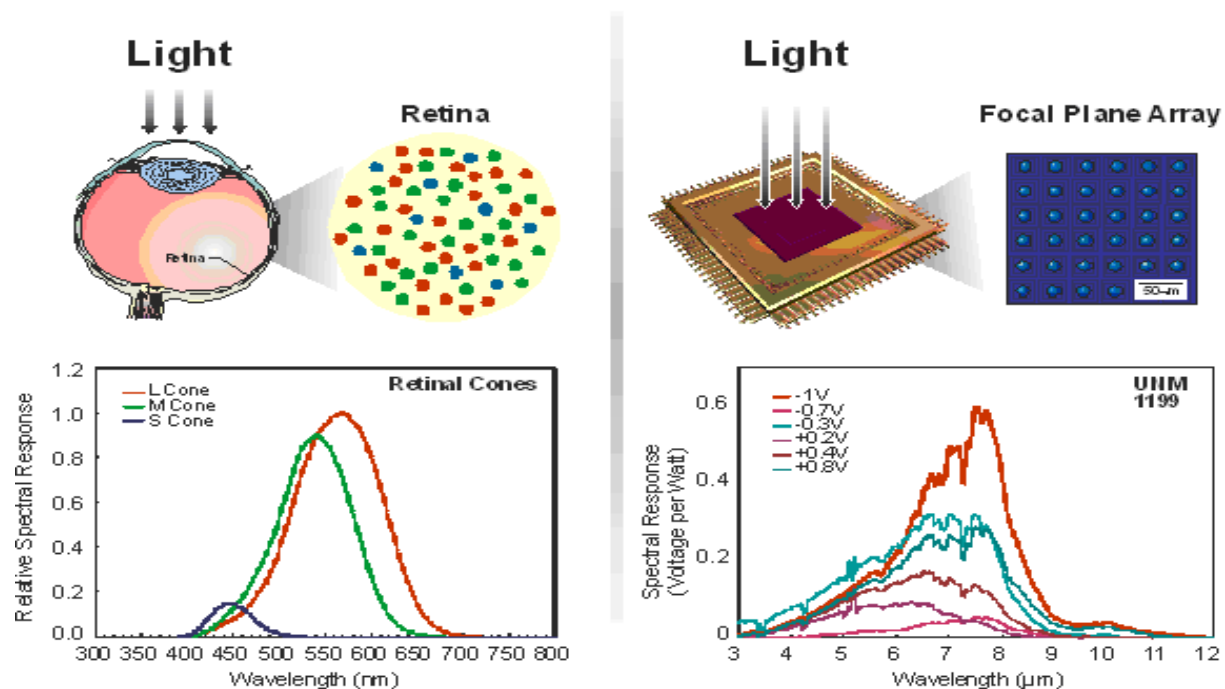 Light
Retina
Retina
Light
Focal Plane Array
50µm
Retinal Cones
L Cone
M Cone
S Cone
Relative Spectral Response
1.2
1.0
0.8
0.6
0.4
0.2
0.0
300 350 400 450 500 550 600 650 700 750 800
Wavelength (nm)
UNM
1199
-1V
-0.7V
-0.3V
+0.2V
+0.4V
+0.8V
Spectral Response
(Voltage per Watt)
0.6
0.4
0.2
0
3 4 5 6 7 8 9 10 11 12
Wavelength (µm)